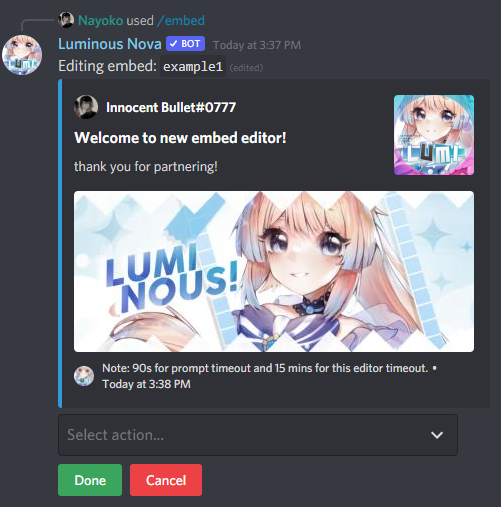 Nayoko used /embed
Luminous Nova ✓ BOT Today at 3:37 PM
Editing embed: example1 (edited)
Innocent Bullet#0777
Welcome to new embed editor!
thank you for partnering!
LUMI
LUMI
NOUS!
Note: 90s for prompt timeout and 15 mins for this editor timeout. •
Today at 3:38 PM
Select action...
Done Cancel